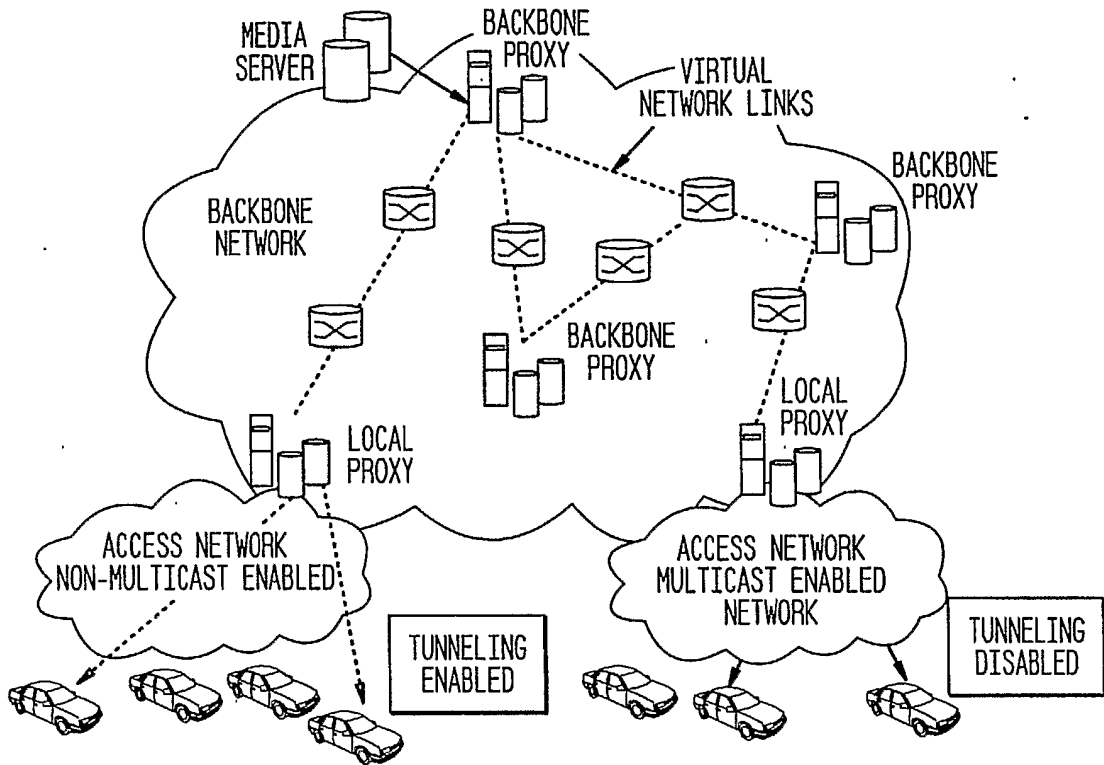 MEDIA
SERVER
BACKBONE
PROXY
VIRTUAL
NETWORK LINKS
BACKBONE
PROXY
BACKBONE
NETWORK
BACKBONE
PROXY
LOCAL
PROXY
LOCAL
PROXY
ACCESS NETWORK
NON-MULTICAST ENABLED
ACCESS NETWORK
MULTICAST ENABLED
NETWORK
TUNNELING
ENABLED
TUNNELING
DISABLED